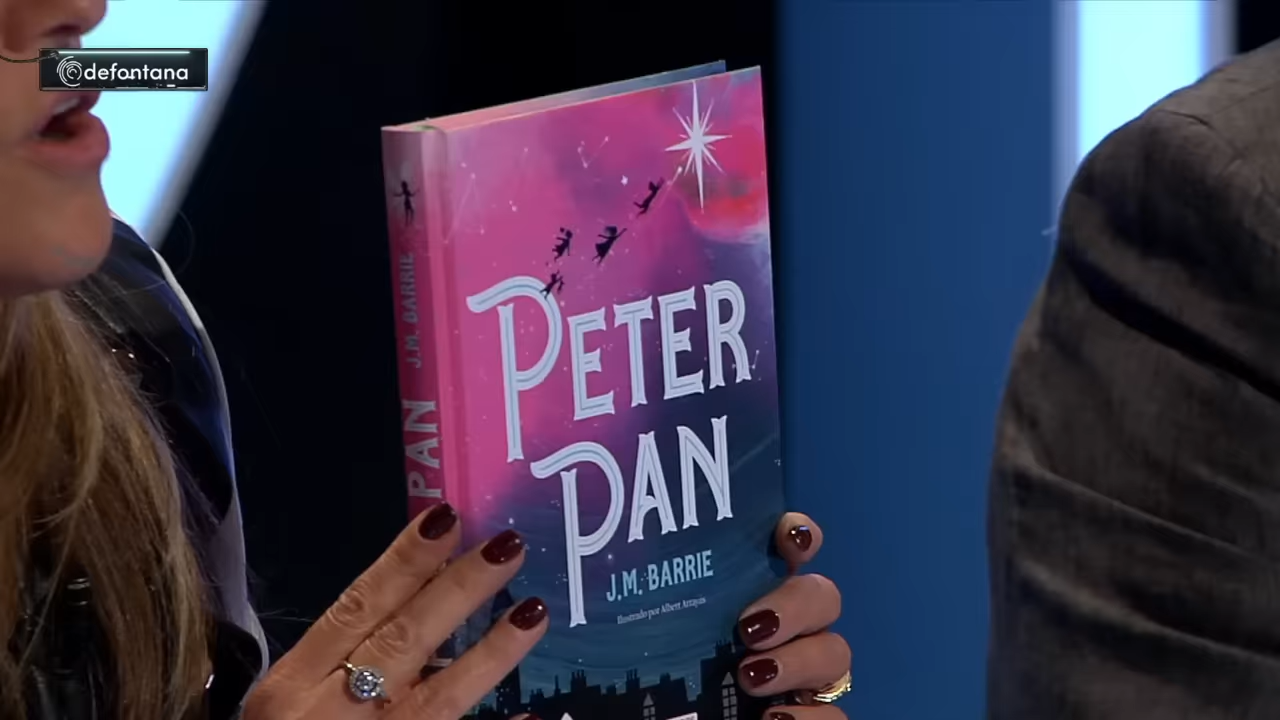 defontana
J.M. BARRIE
PAN
PETER
PAN
J.M. BARRIE
Ilustrado por Albert Arrayás